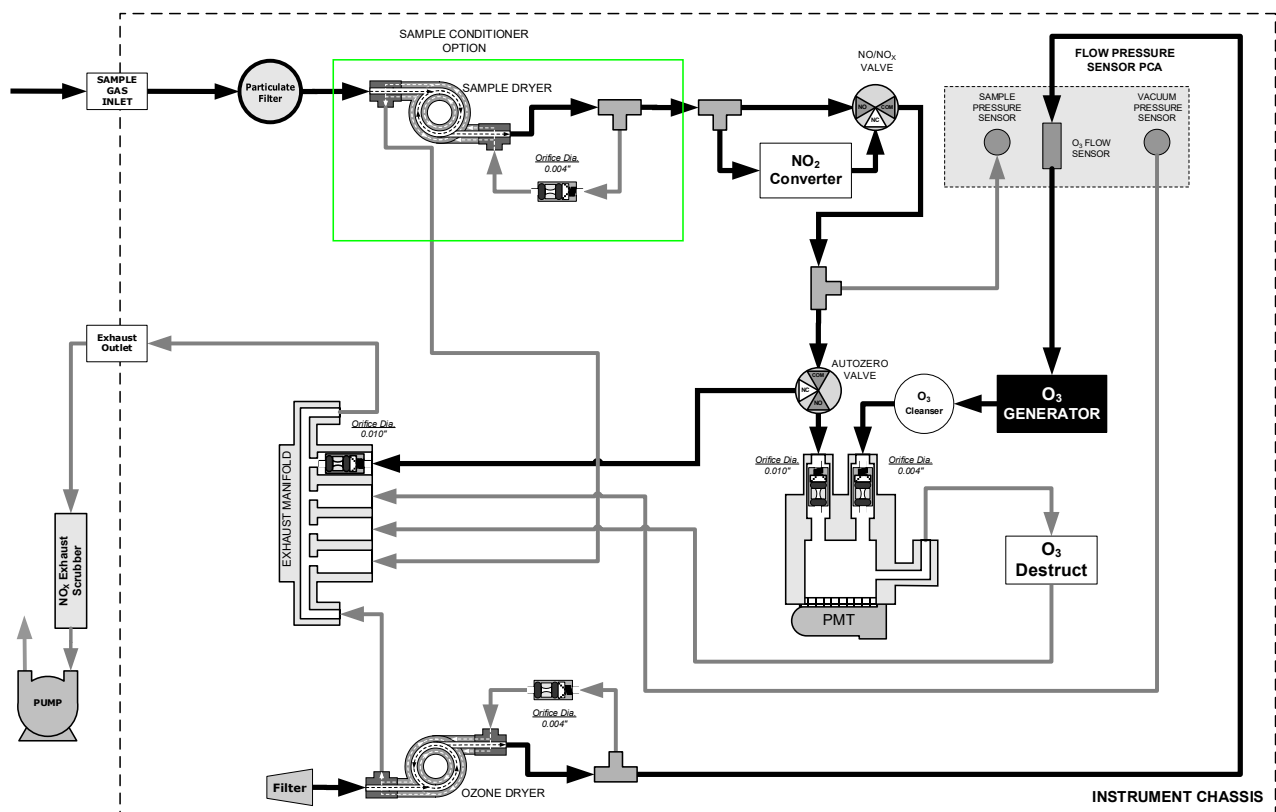 SAMPLE CONDITIONER
OPTION
SAMPLE
GAS
INLET
Particulate
Filter
SAMPLE DRYER
Orifice Dia.
0.004"
NO/NOX
VALVE
NO
COM
NC
NO2
Converter
FLOW PRESSURE
SENSOR PCA
SAMPLE
PRESSURE
SENSOR
O3 FLOW
SENSOR
VACUUM
PRESSURE
SENSOR
Exhaust
Outlet
AUTOZERO
VALVE
COM
NC
NO
O3
Cleanser
O3
GENERATOR
Orifice Dia.
0.010"
EXHAUST MANIFOLD
Orifice Dia.
0.010"
Orifice Dia.
0.004"
O3
Destruct
PMT
NOX Exhaust
Scrubber
PUMP
Orifice Dia.
0.004"
Filter
OZONE DRYER
INSTRUMENT CHASSIS